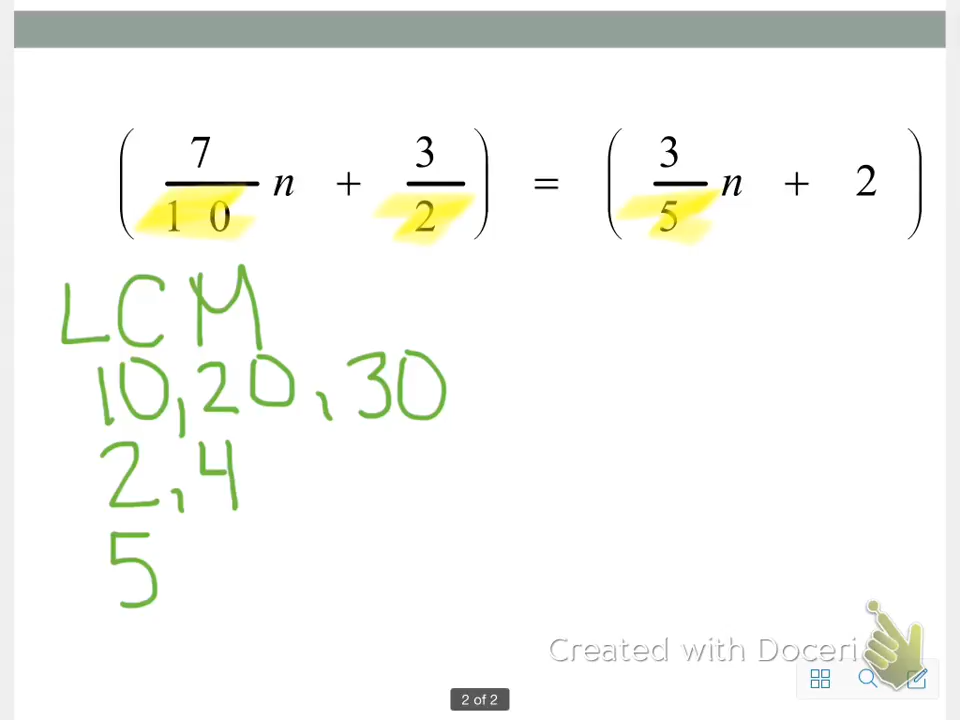 ( 7/10 n + 3/2 ) = ( 3/5 n + 2 )
LCM
10, 20, 30
2, 4
5
Created with Doceri
2 of 2